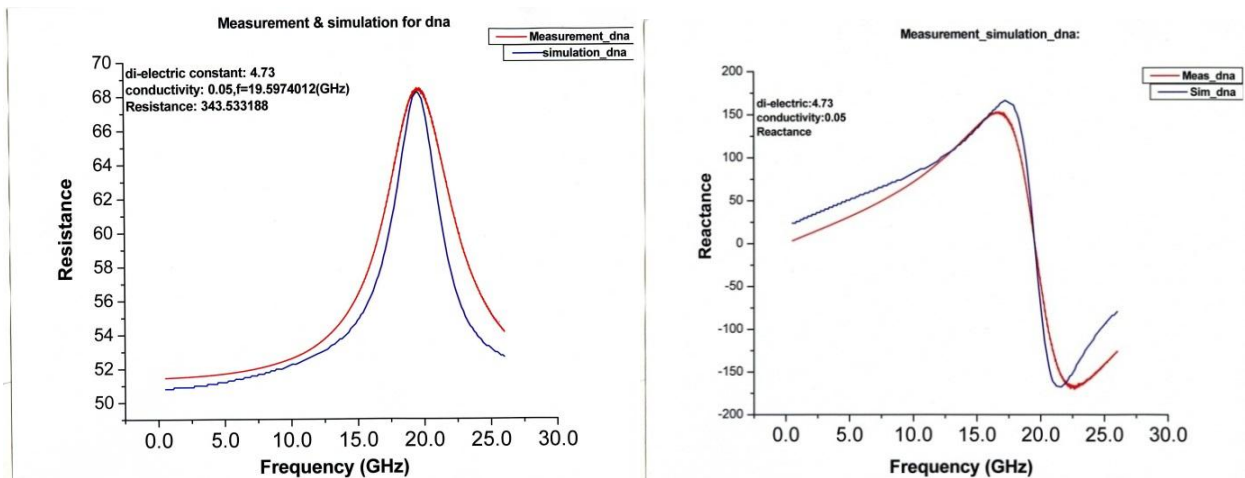 Measurement & simulation for dna
Measurement_dna
simulation_dna
di-electric constant: 4.73
conductivity: 0.05,f=19.5974012(GHz)
Resistance: 343.533188
Resistance
70
68
66
64
62
60
58
56
54
52
50
0.0 5.0 10.0 15.0 20.0 25.0 30.0
Frequency (GHz)
Measurement_simulation_dna:
Meas_dna
Sim_dna
di-electric:4.73
conductivity:0.05
Reactance
Reactance
200
150
100
50
0
-50
-100
-150
-200
0.0 5.0 10.0 15.0 20.0 25.0 30.0
Frequency (GHz)